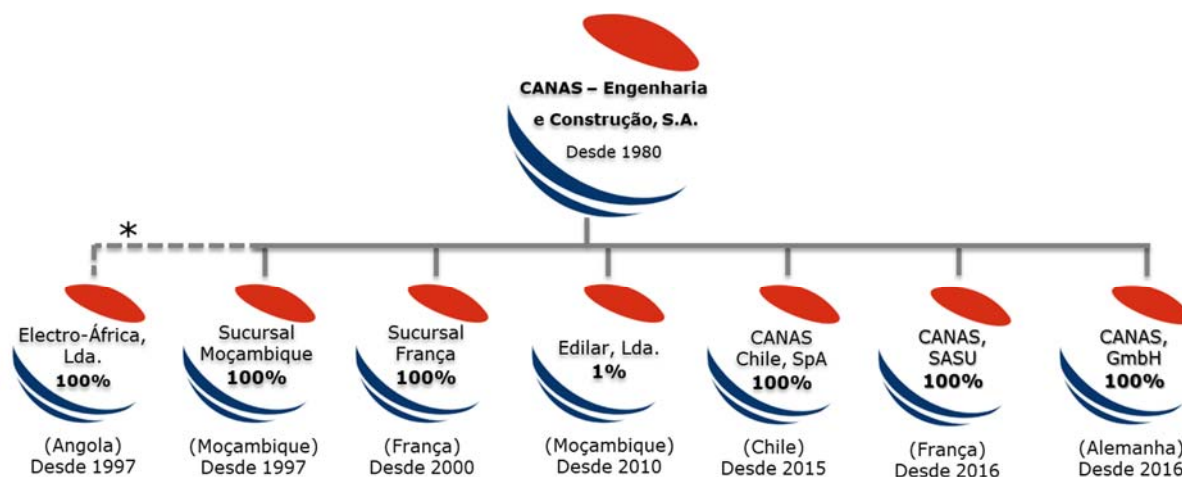 CANAS – Engenharia
e Construção, S.A.
Desde 1980
*
Electro-África,
Lda.
100%
(Angola)
Desde 1997
Sucursal
Moçambique
100%
(Moçambique)
Desde 1997
Sucursal
França
100%
(França)
Desde 2000
Edilar, Lda.
1%
(Moçambique)
Desde 2010
CANAS
Chile, SpA
100%
(Chile)
Desde 2015
CANAS,
SASU
100%
(França)
Desde 2016
CANAS,
GmbH
100%
(Alemanha)
Desde 2016